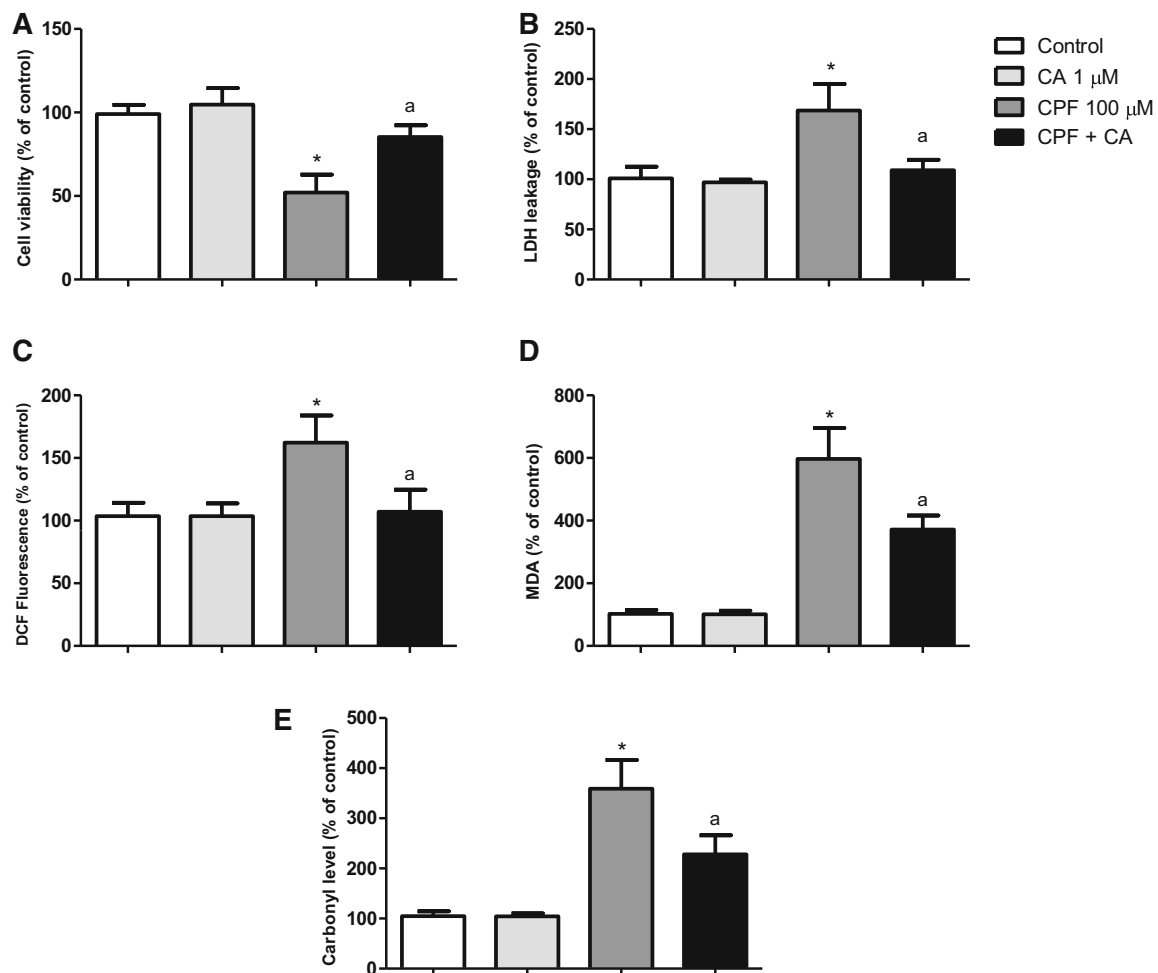 A
Cell viability (% of control)
150
100
50
0
*
a
B
LDH leakage (% of control)
250
200
150
100
50
0
*
a
Control
CA 1 μM
CPF 100 μM
CPF + CA
C
DCF Fluorescence (% of control)
200
150
100
50
0
*
a
D
MDA (% of control)
800
600
400
200
0
*
a
E
Carbonyl level (% of control)
500
400
300
200
100
0
*
a